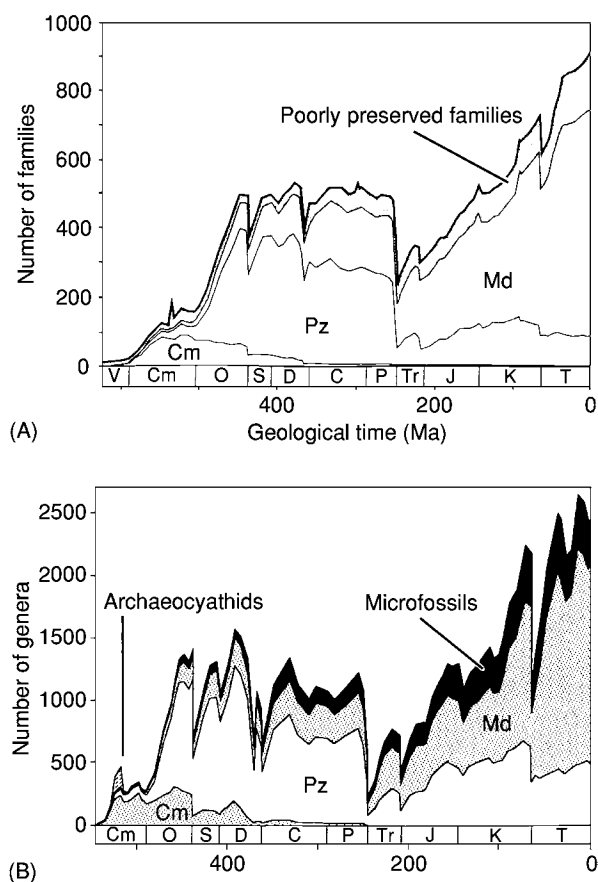 1000
800
600
400
200
0
Number of families
Poorly preserved families
Md
Pz
Cm
V Cm O S D C P Tr J K T
400 200 0
(A) Geological time (Ma)
2500
2000
1500
1000
500
0
Number of genera
Archaeocyathids
Microfossils
Md
Pz
Cm
Cm O S D C P Tr J K T
(B) 400 200 0